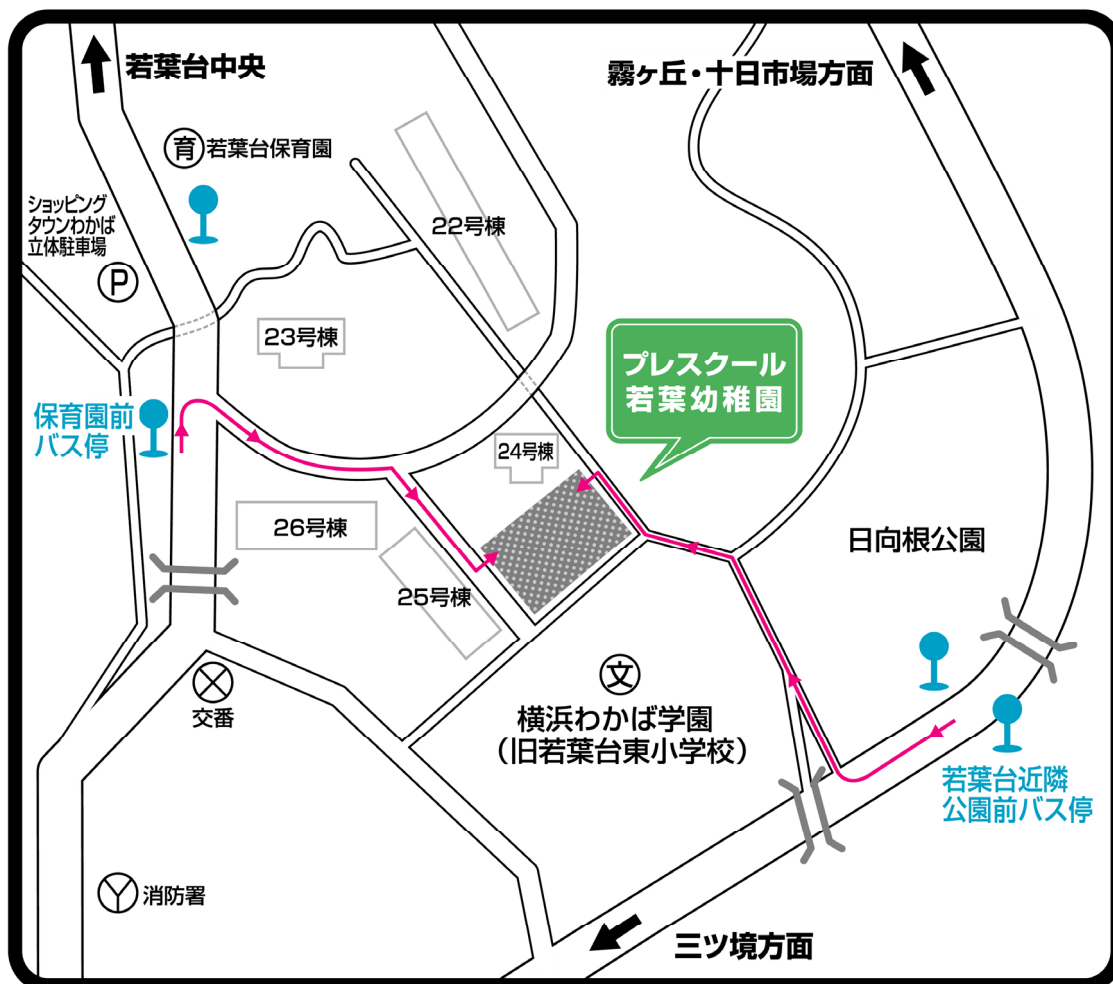 若葉台中央
霧ヶ丘・十日市場方面
育 若葉台保育園
ショッピング
タウンわかば
立体駐車場
P
22号棟
23号棟
プレスクール
若葉幼稚園
保育園前
バス停
24号棟
26号棟
25号棟
日向根公園
文
横浜わかば学園
（旧若葉台東小学校）
交番
若葉台近隣
公園前バス停
消防署
三ツ境方面